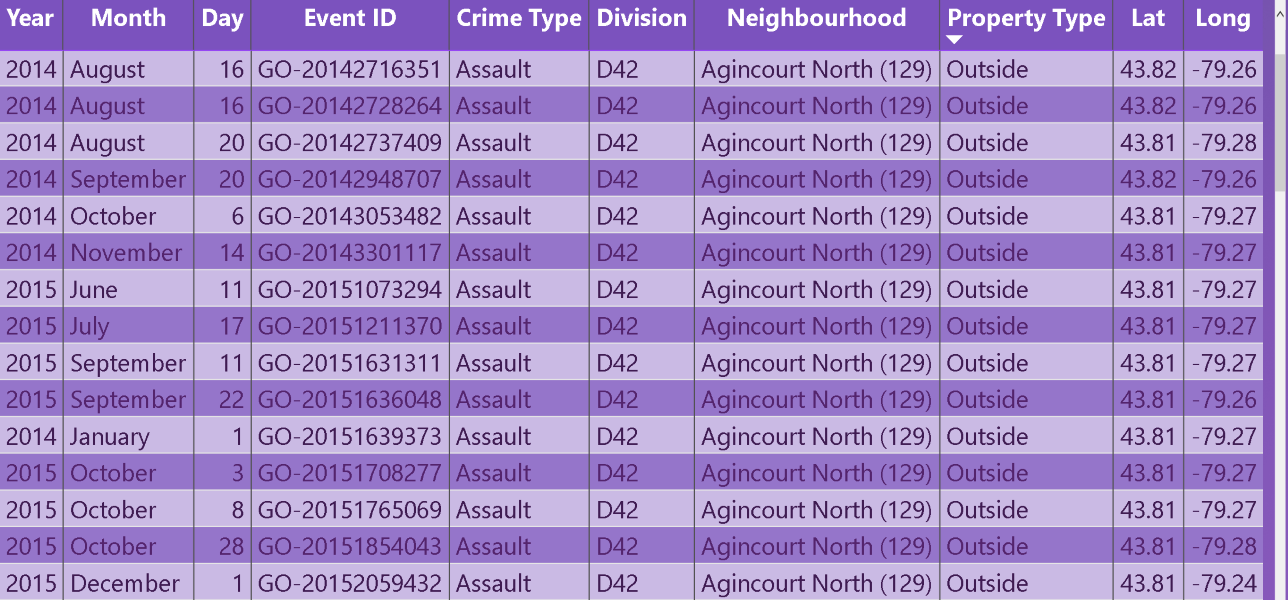 Year Month Day Event ID Crime Type Division Neighbourhood Property Type Lat Long
2014 August 16 GO-20142716351 Assault D42 Agincourt North (129) Outside 43.82 -79.26
2014 August 16 GO-20142728264 Assault D42 Agincourt North (129) Outside 43.82 -79.26
2014 August 20 GO-20142737409 Assault D42 Agincourt North (129) Outside 43.81 -79.28
2014 September 20 GO-20142948707 Assault D42 Agincourt North (129) Outside 43.82 -79.26
2014 October 6 GO-20143053482 Assault D42 Agincourt North (129) Outside 43.81 -79.27
2014 November 14 GO-20143301117 Assault D42 Agincourt North (129) Outside 43.81 -79.27
2015 June 11 GO-20151073294 Assault D42 Agincourt North (129) Outside 43.81 -79.27
2015 July 17 GO-20151211370 Assault D42 Agincourt North (129) Outside 43.81 -79.27
2015 September 11 GO-20151631311 Assault D42 Agincourt North (129) Outside 43.81 -79.27
2015 September 22 GO-20151636048 Assault D42 Agincourt North (129) Outside 43.81 -79.26
2014 January 1 GO-20151639373 Assault D42 Agincourt North (129) Outside 43.81 -79.27
2015 October 3 GO-20151708277 Assault D42 Agincourt North (129) Outside 43.81 -79.27
2015 October 8 GO-20151765069 Assault D42 Agincourt North (129) Outside 43.81 -79.27
2015 October 28 GO-20151854043 Assault D42 Agincourt North (129) Outside 43.81 -79.28
2015 December 1 GO-20152059432 Assault D42 Agincourt North (129) Outside 43.81 -79.24